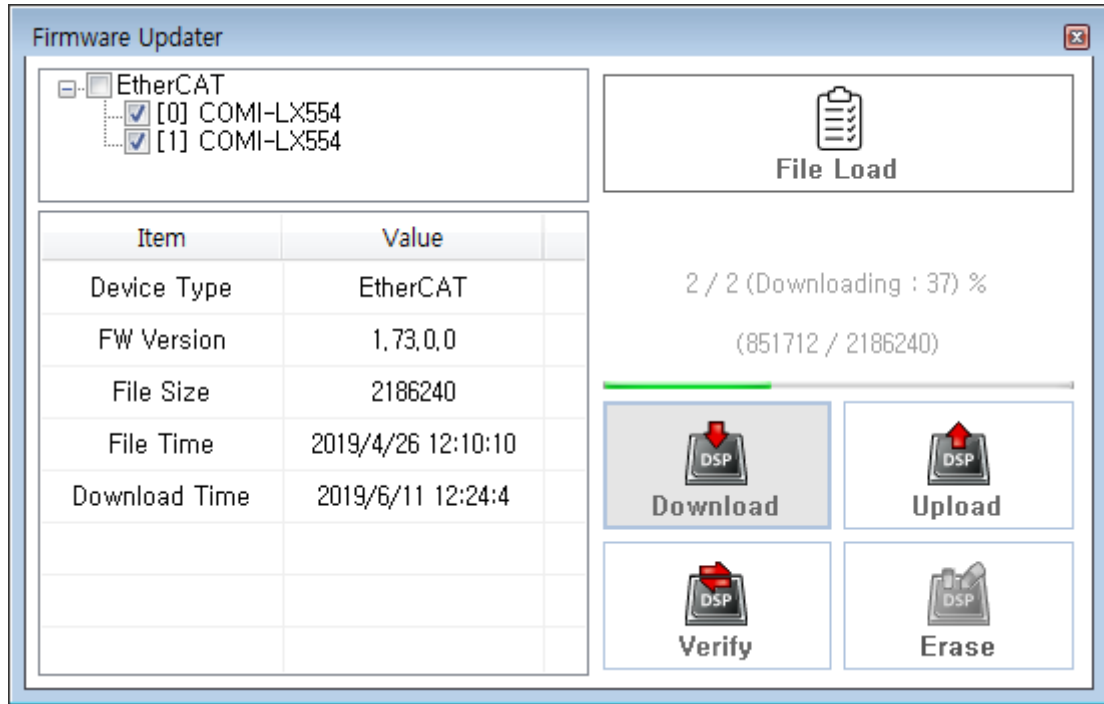 Firmware Updater
EtherCAT
[0] COMI-LX554
[1] COMI-LX554
File Load
Item Value
Device Type EtherCAT
FW Version 1,73,0,0
File Size 2186240
File Time 2019/4/26 12:10:10
Download Time 2019/6/11 12:24:4
2 / 2 (Downloading : 37) %
(851712 / 2186240)
DSP
Download
DSP
Upload
DSP
Verify
DSP
Erase